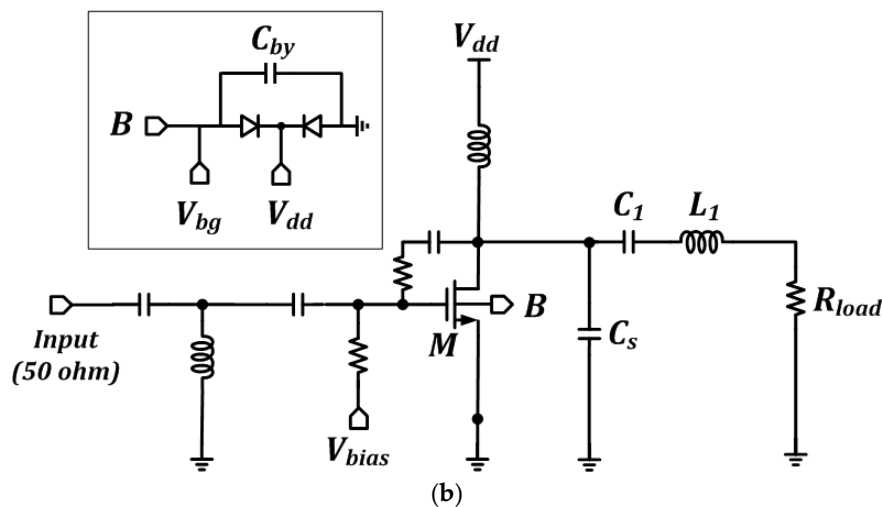 C_by
B
V_bg V_dd
V_dd
C_1 L_1
Input
(50 ohm)
V_bias
M
B
C_s
R_load
(b)